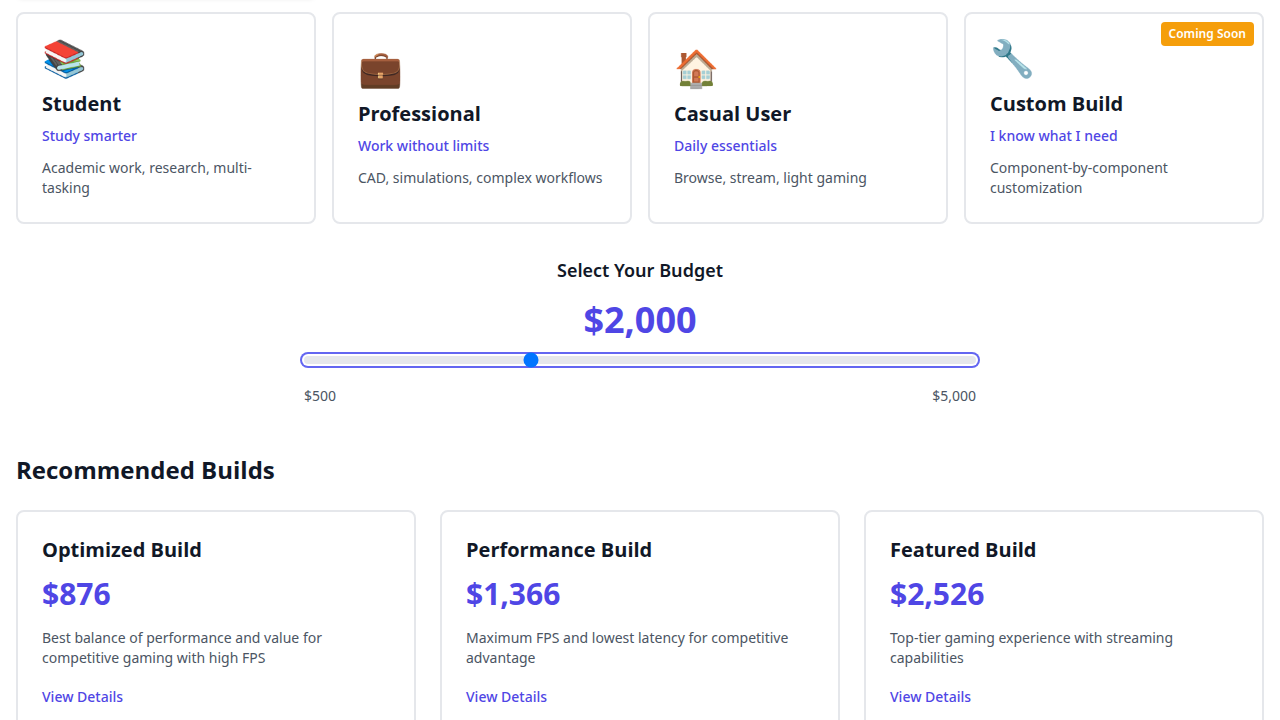 Coming Soon
Student
Study smarter
Academic work, research, multi-
tasking
Professional
Work without limits
CAD, simulations, complex workflows
Casual User
Daily essentials
Browse, stream, light gaming
Custom Build
I know what I need
Component-by-component
customization
Select Your Budget
$2,000
$500
$5,000
Recommended Builds
Optimized Build
$876
Best balance of performance and value for
competitive gaming with high FPS
View Details
Performance Build
$1,366
Maximum FPS and lowest latency for competitive
advantage
View Details
Featured Build
$2,526
Top-tier gaming experience with streaming
capabilities
View Details